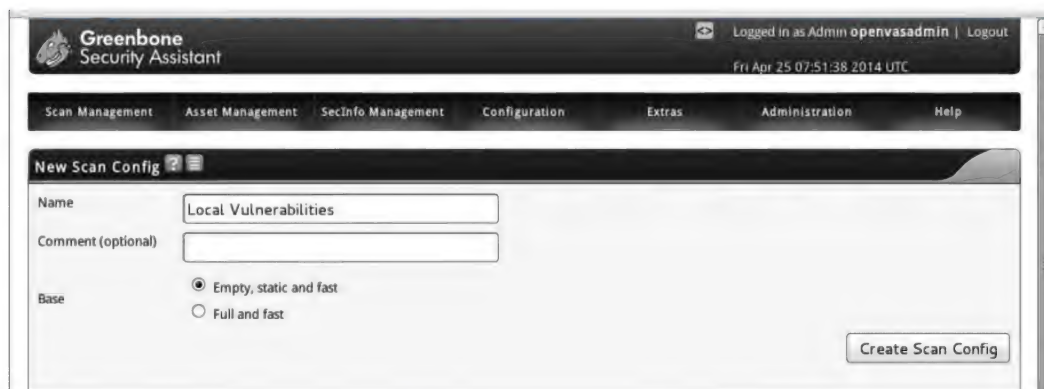 Greenbone
Security Assistant
Logged in as Admin openvasadmin | Logout
Fri Apr 25 07:51:38 2014 UTC
Scan Management Asset Management SecInfo Management Configuration Extras Administration Help
New Scan Config ?
Name
Local Vulnerabilities
Comment (optional)
Base
Empty, static and fast
Full and fast
Create Scan Config